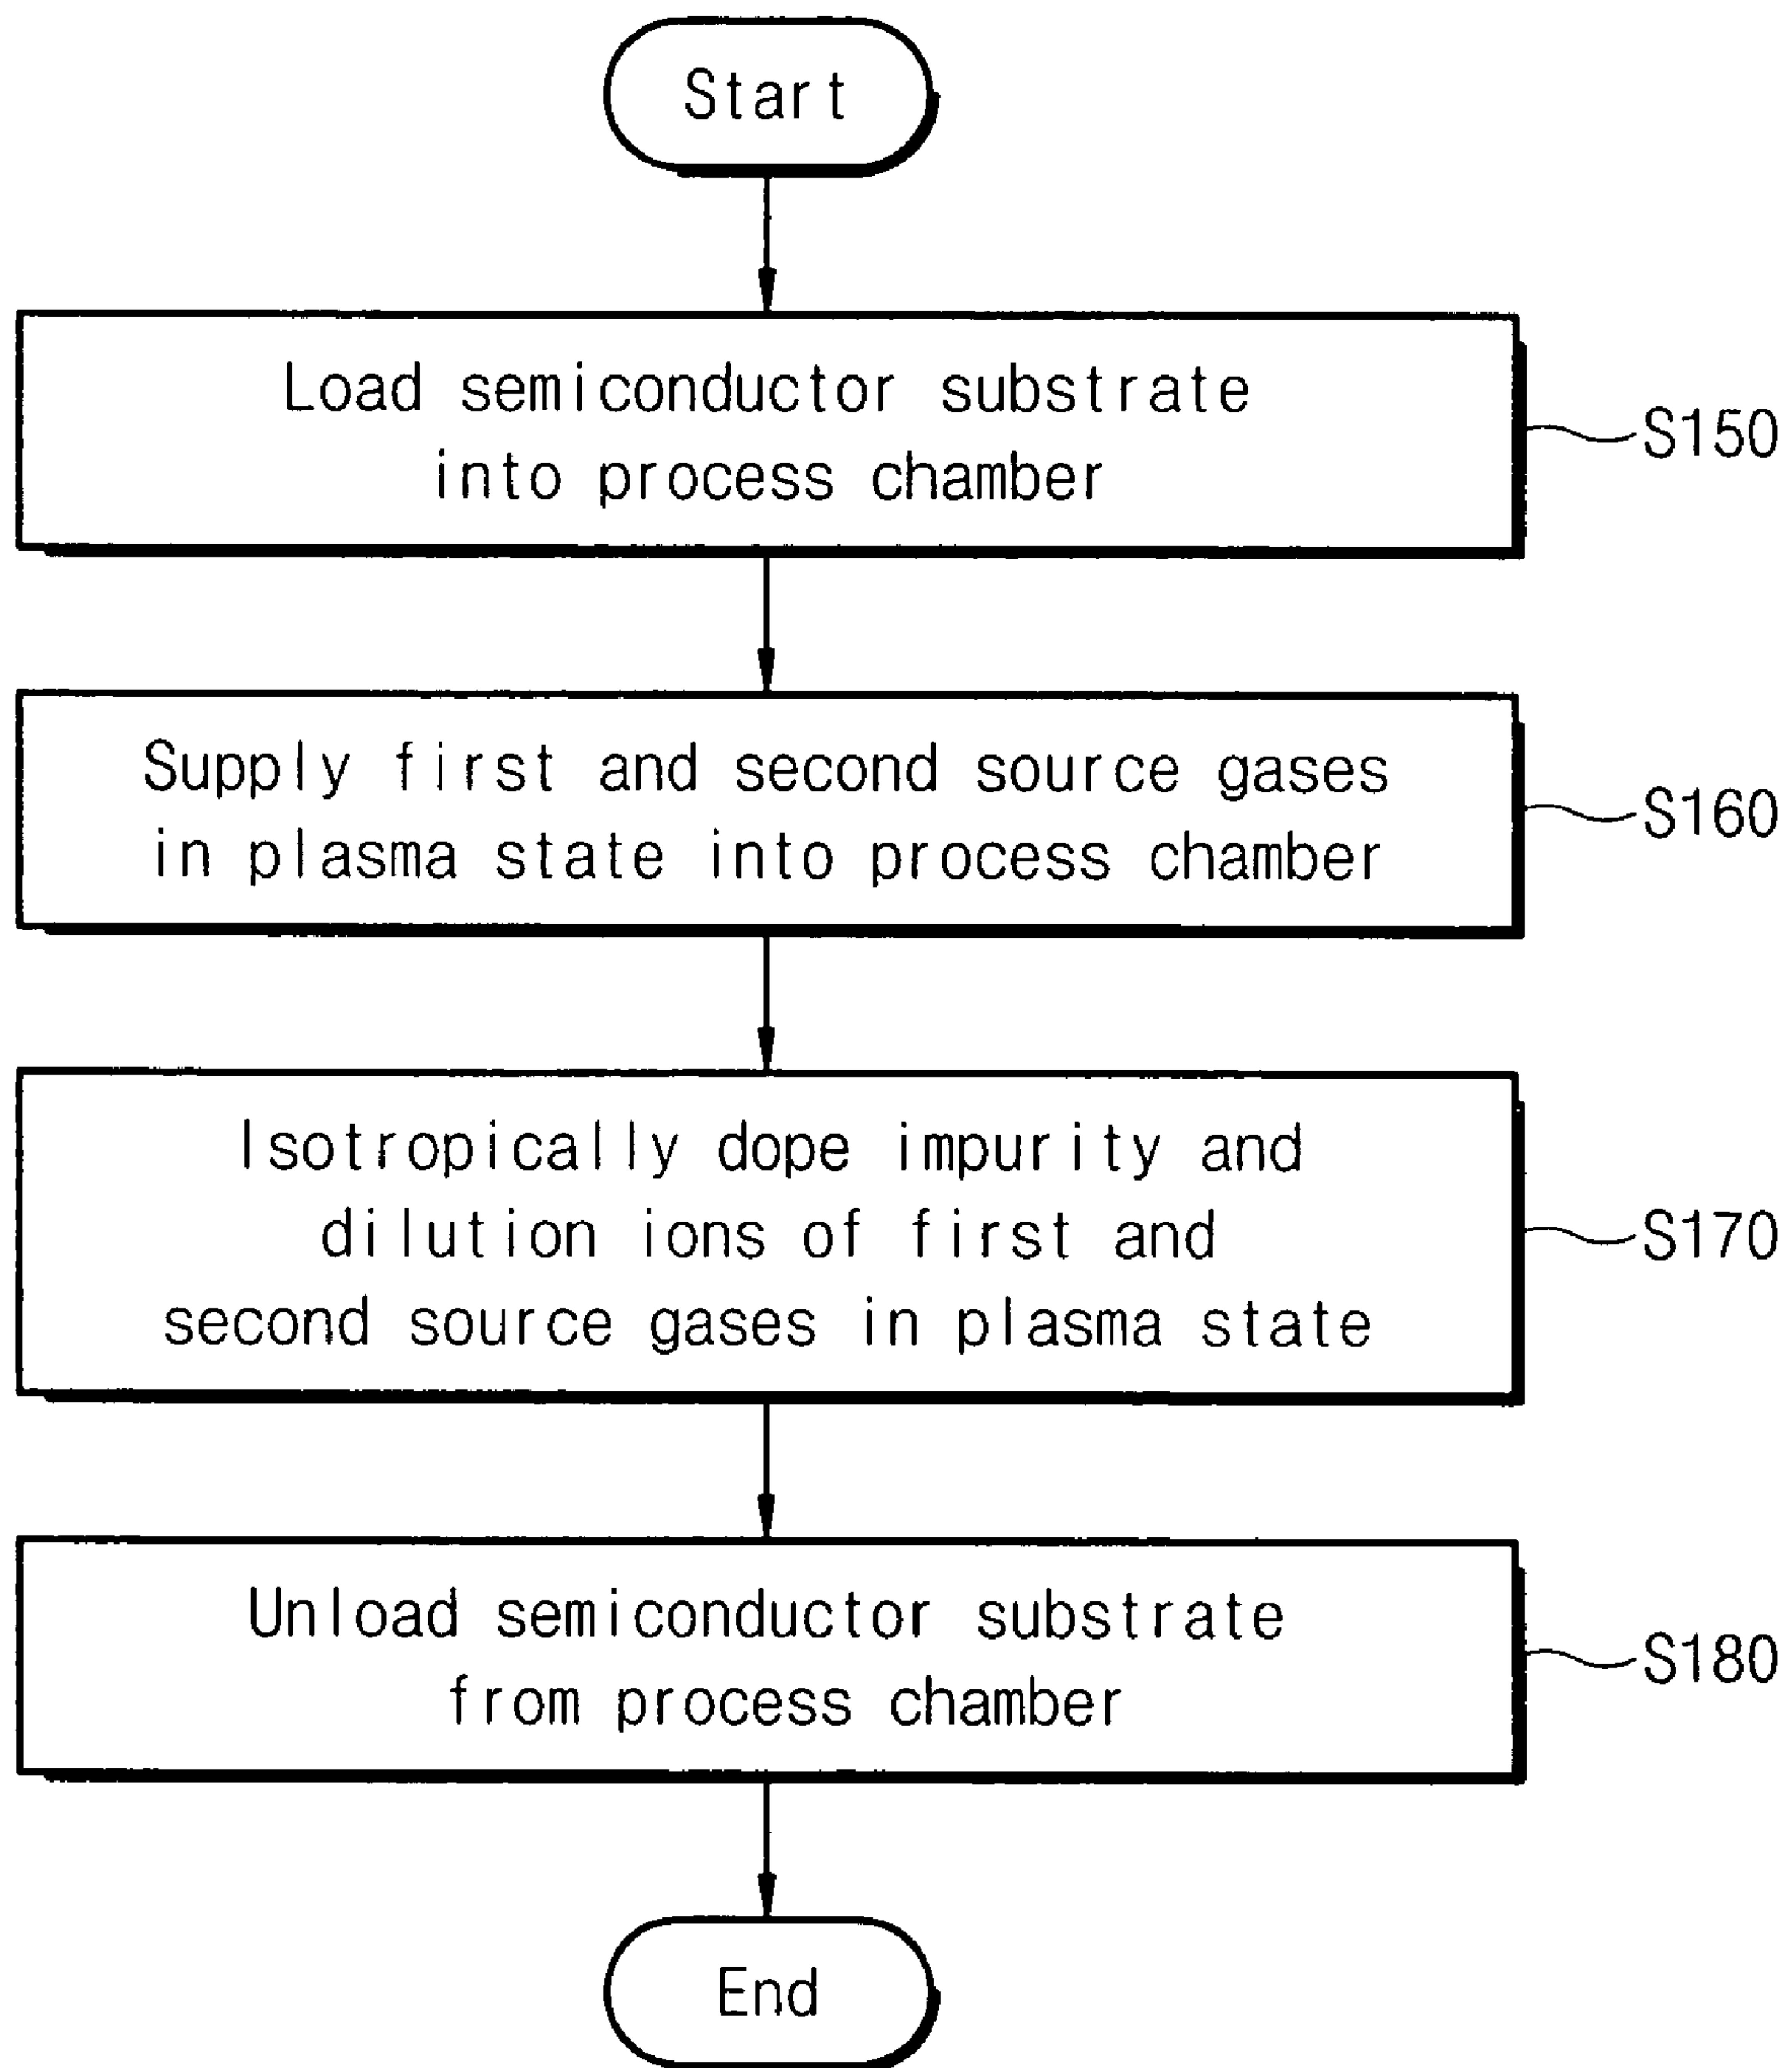 Start
Load semiconductor substrate
into process chamber
S150
Supply first and second source gases
in plasma state into process chamber
S160
Isotropically dope impurity and
dilution ions of first and
second source gases in plasma state
S170
Unload semiconductor substrate
from process chamber
S180
End